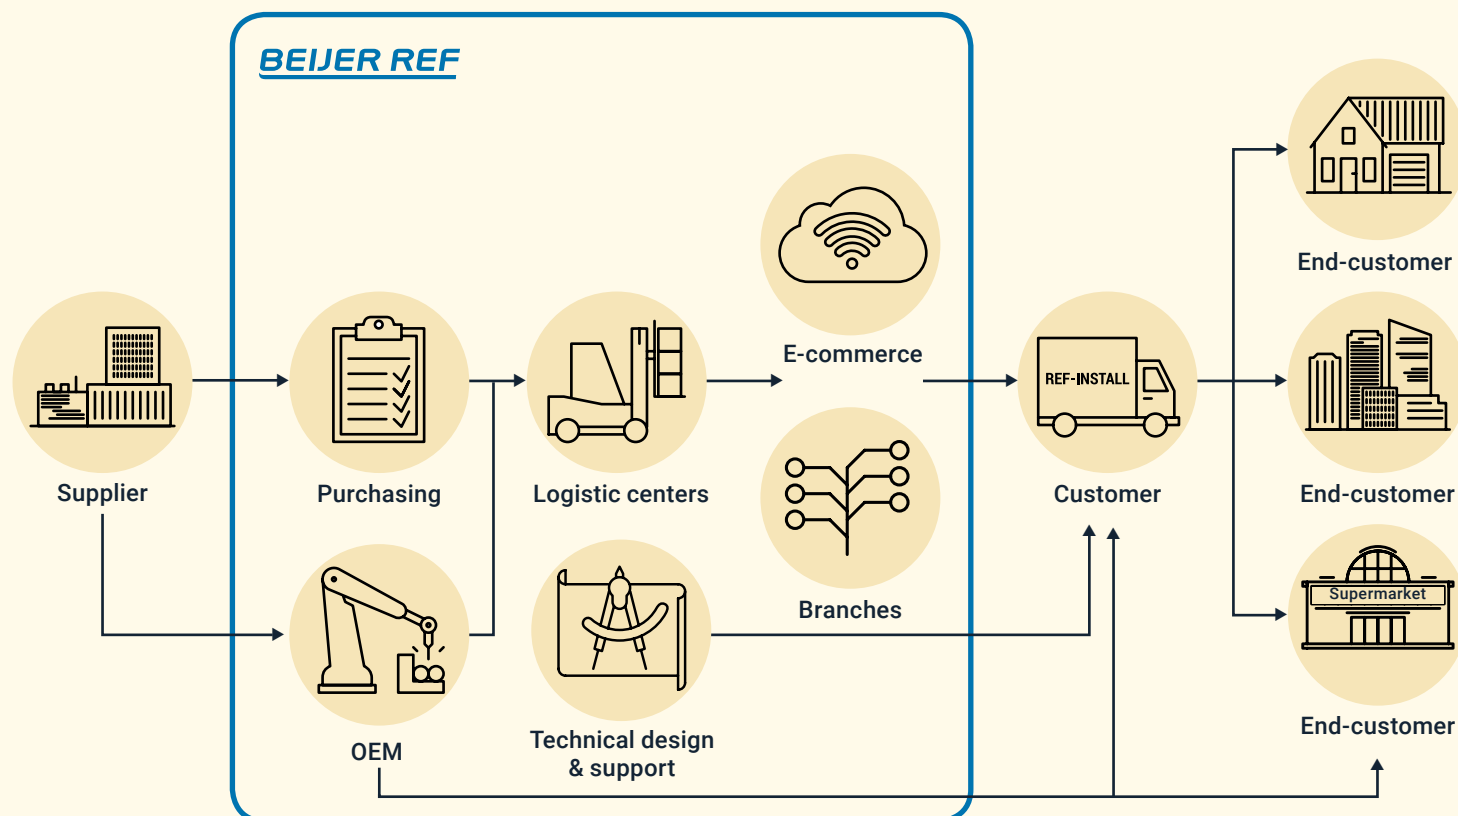 BEIJER REF
End-customer
E-commerce
REF-INSTALL
Supplier
Purchasing
Logistic centers
Customer
End-customer
Branches
Supermarket
OEM
Technical design
& support
End-customer